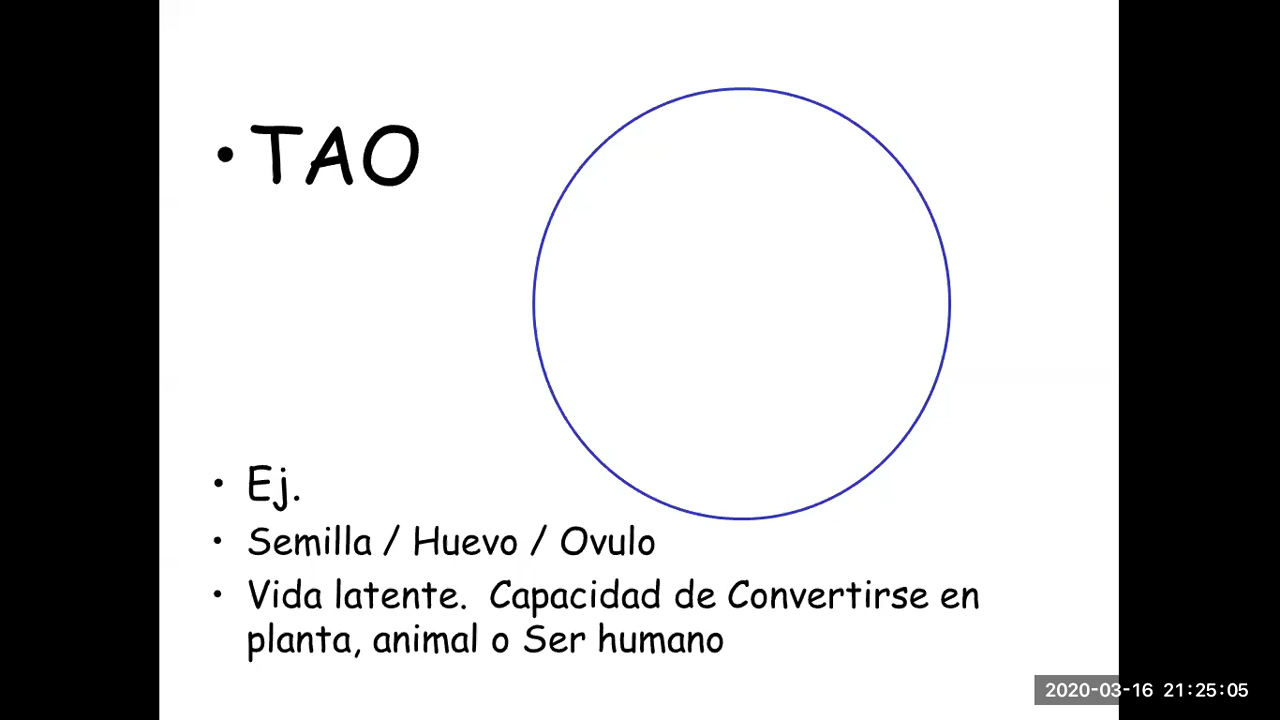 • TAO
• Ej.
• Semilla / Huevo / Ovulo
• Vida latente.  Capacidad de Convertirse en
planta, animal o Ser humano
2020-03-16 21:25:05